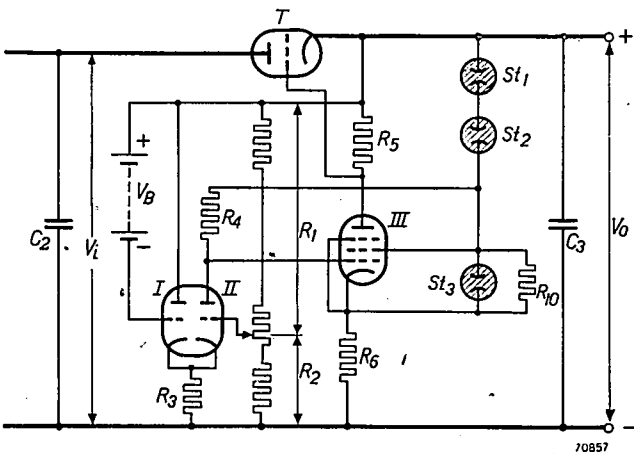 T
+
St1
St2
R5
+
VB
−
R4
R1
III
C2
Vi
C3
Vo
I
II
St3
R10
R3
R2
R6
−
70857